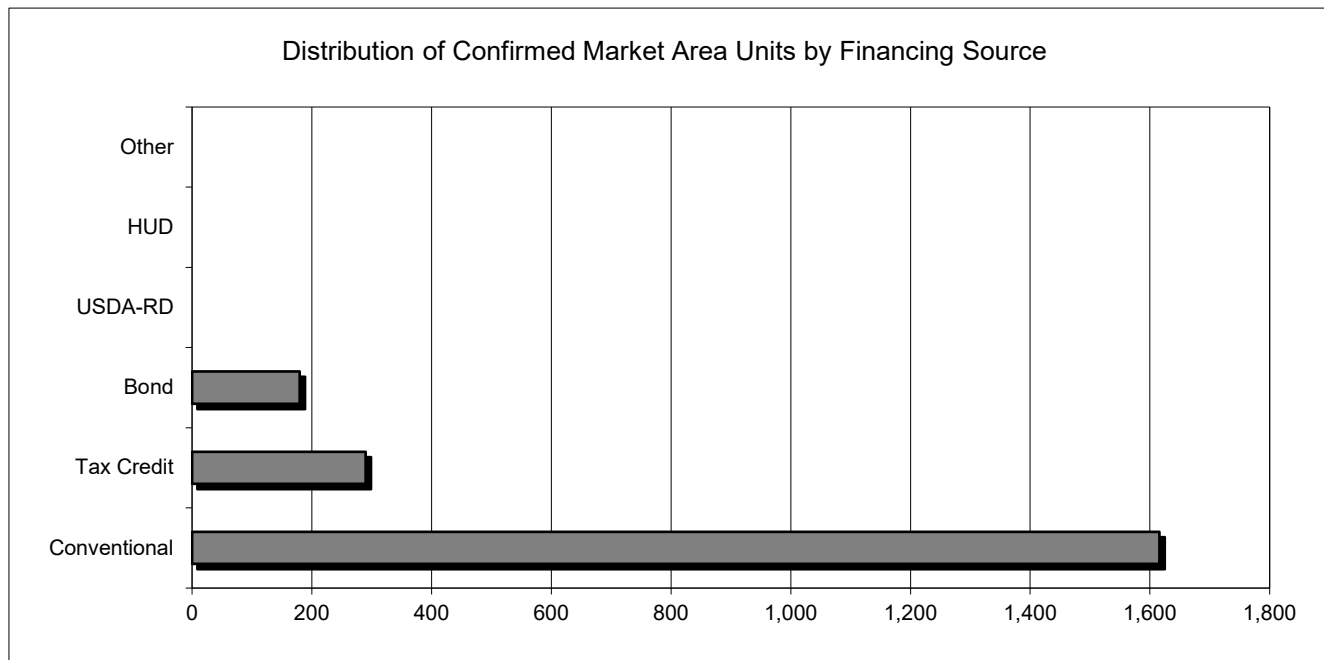 Distribution of Confirmed Market Area Units by Financing Source
Other
HUD
USDA-RD
Bond
Tax Credit
Conventional
0 200 400 600 800 1,000 1,200 1,400 1,600 1,800